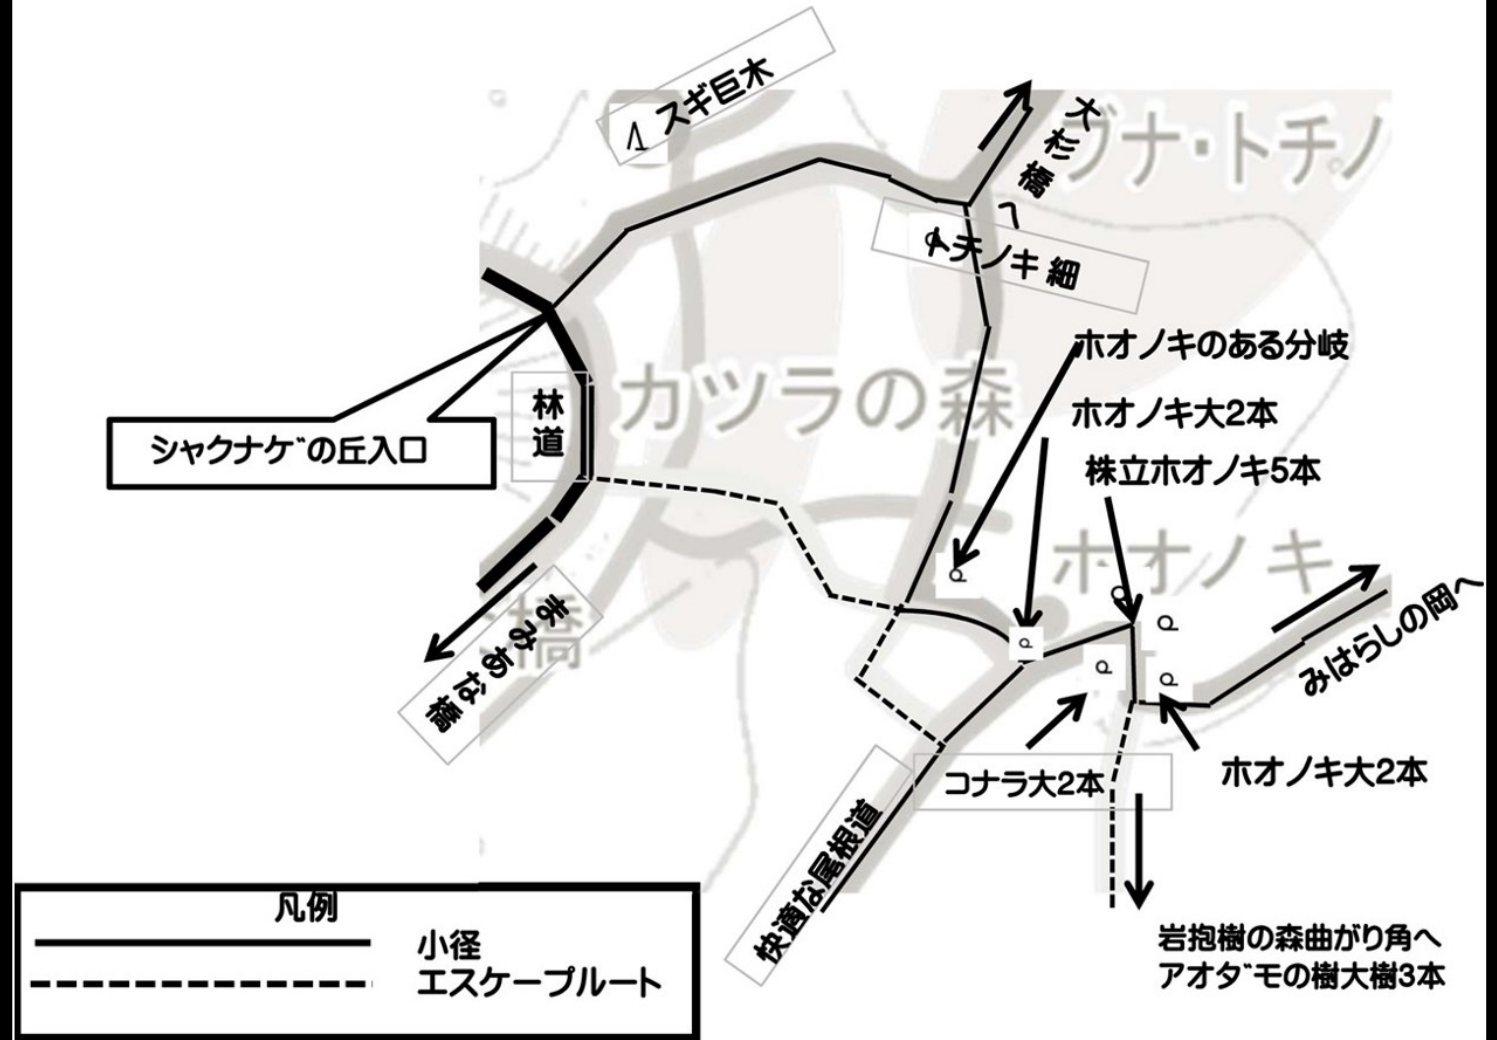 スギ巨木
大杉橋へ
ブナ・トチノ
トチノキ 細
ホオノキのある分岐
カツラの森
林道
ホオノキ大2本
シャクナゲの丘入口
株立ホオノキ5本
ホオノキ
橋
まみあな橋
みはらしの岡へ
コナラ大2本
ホオノキ大2本
快適な尾根道
凡例
小径
エスケープルート
岩抱樹の森曲がり角へ
アオダモの樹大樹3本